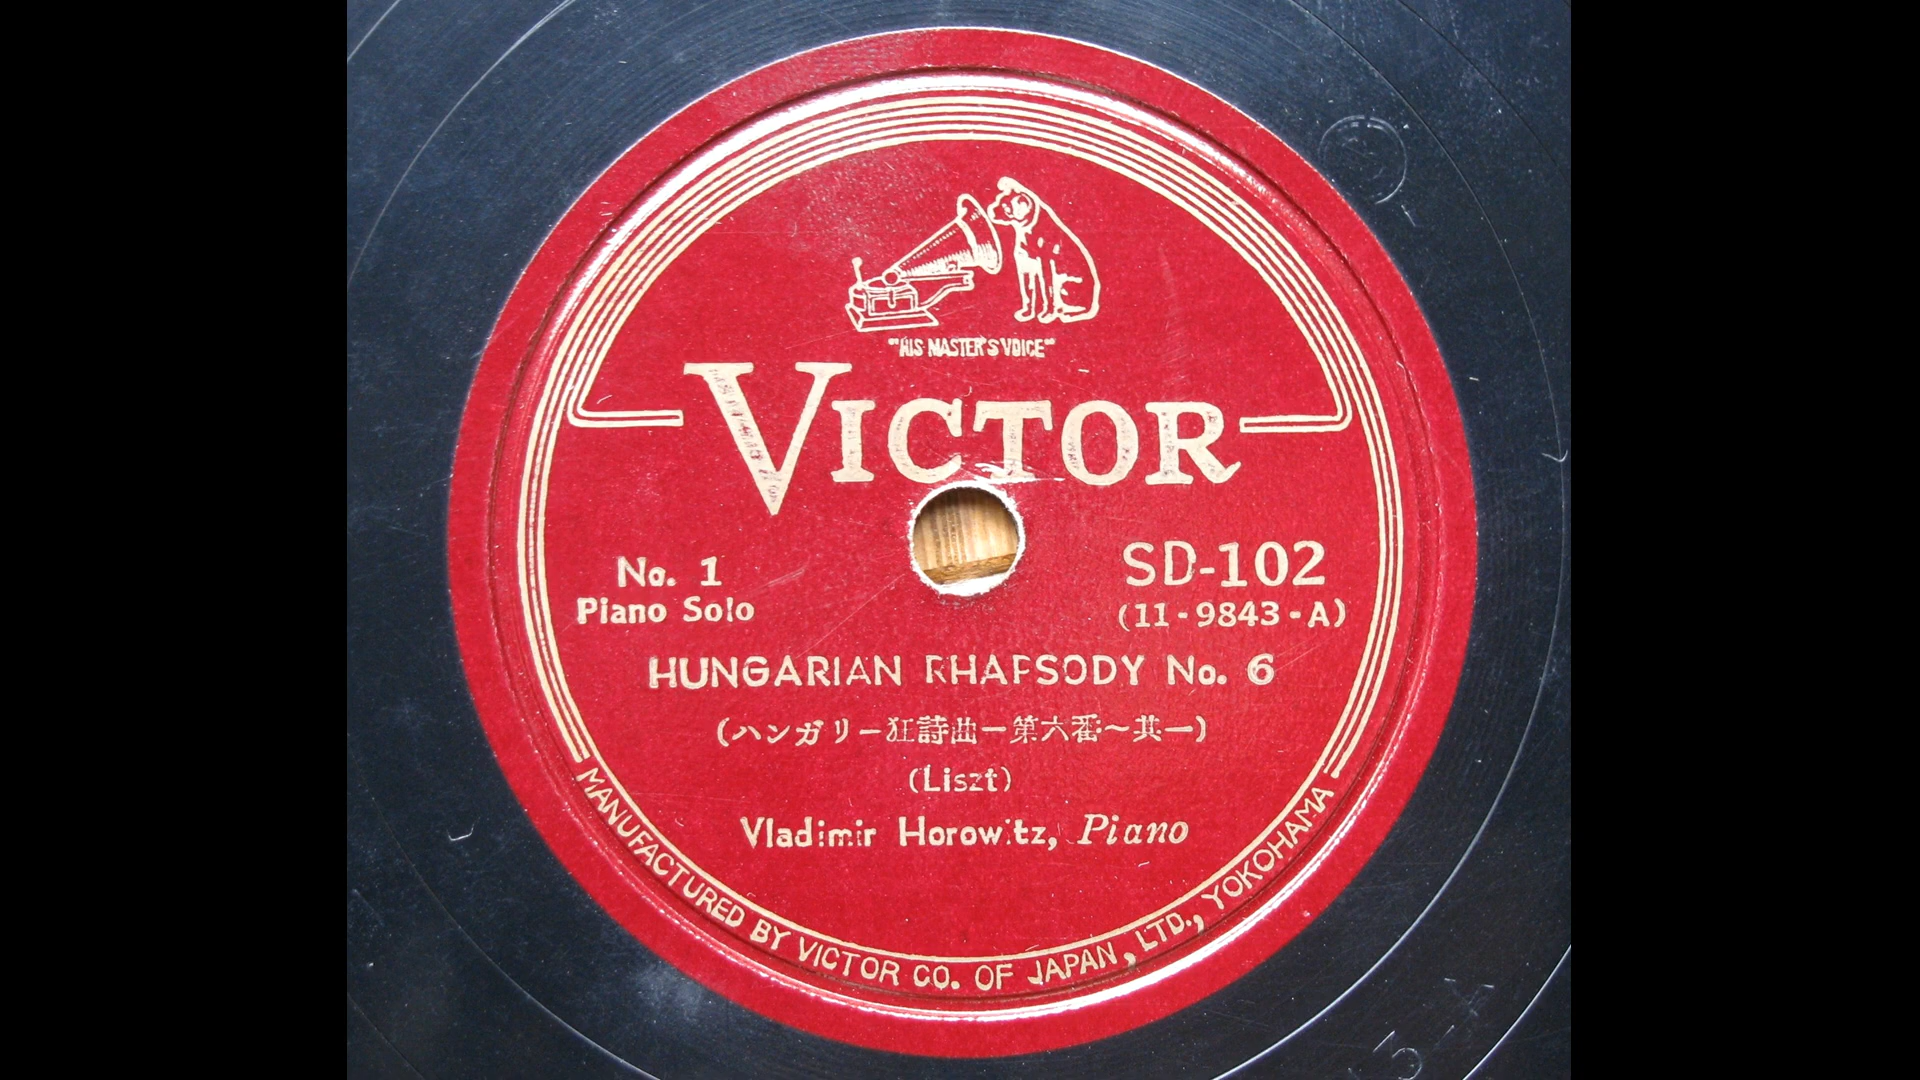 "HIS MASTER'S VOICE"
VICTOR
No. 1
Piano Solo
SD-102
(11-9843-A)
HUNGARIAN RHAPSODY No. 6
(ハンガリー狂詩曲ー第六番〜其一)
(Liszt)
Vladimir Horowitz, Piano
MANUFACTURED BY VICTOR CO. OF JAPAN, LTD., YOKOHAMA